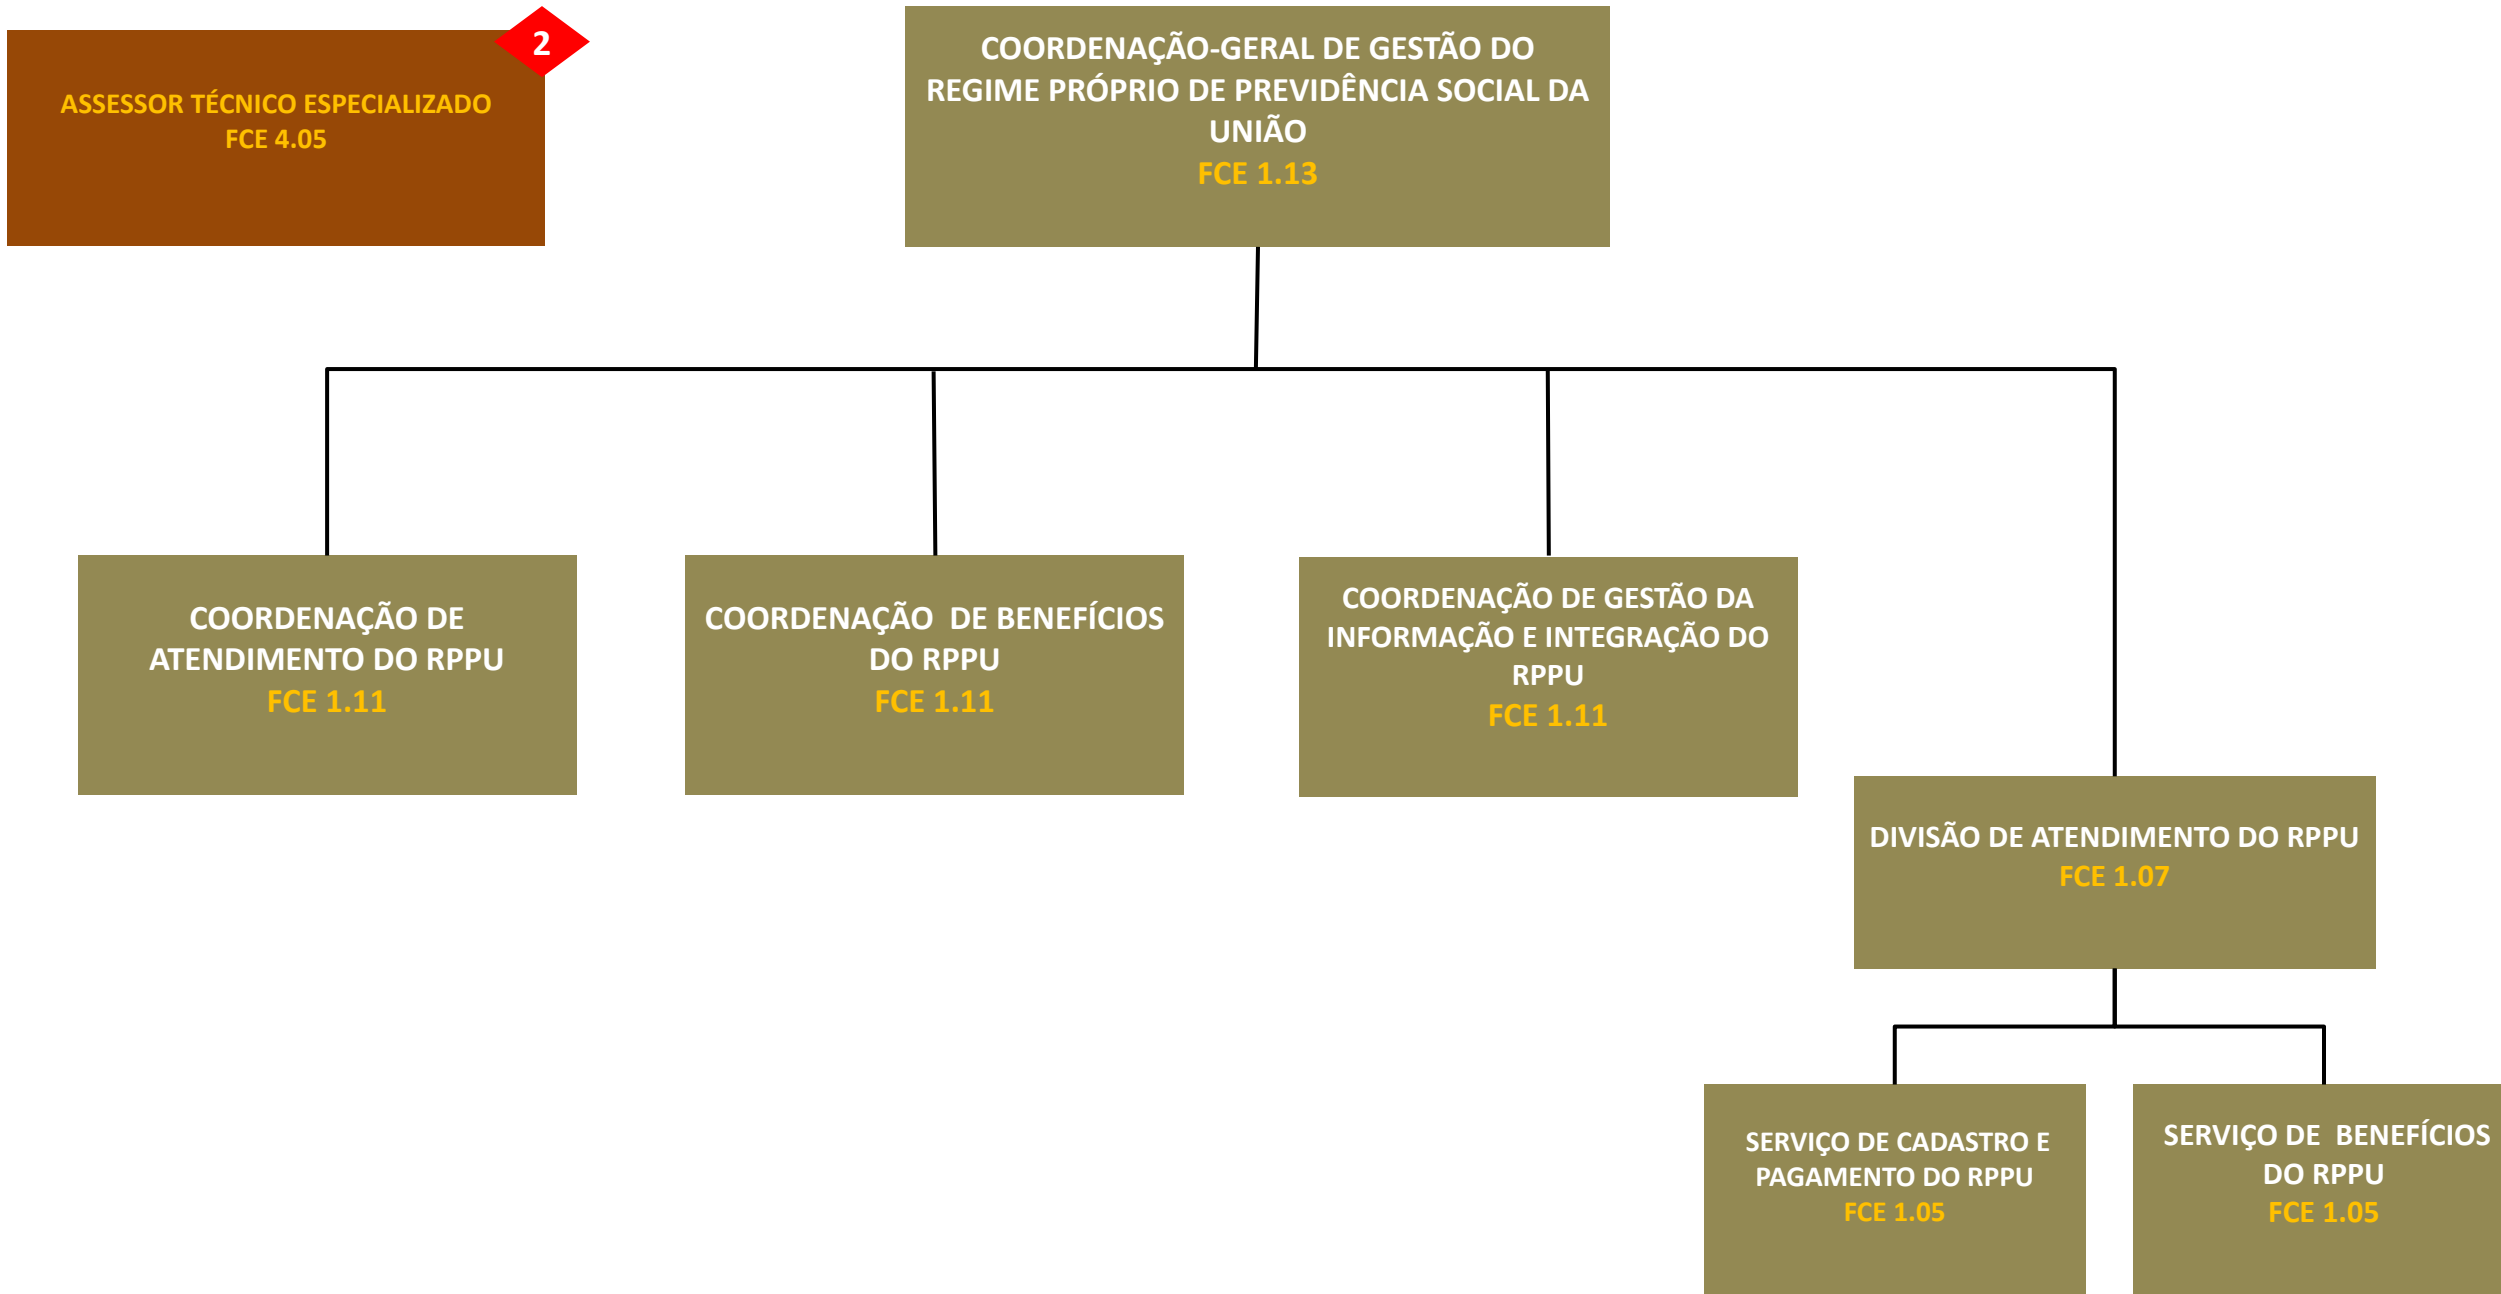 2
ASSESSOR TÉCNICO ESPECIALIZADO
FCE 4.05
COORDENAÇÃO-GERAL DE GESTÃO DO
REGIME PRÓPRIO DE PREVIDÊNCIA SOCIAL DA
UNIÃO
FCE 1.13
COORDENAÇÃO DE
ATENDIMENTO DO RPPU
FCE 1.11
COORDENAÇÃO  DE BENEFÍCIOS
DO RPPU
FCE 1.11
COORDENAÇÃO DE GESTÃO DA
INFORMAÇÃO E INTEGRAÇÃO DO
RPPU
FCE 1.11
DIVISÃO DE ATENDIMENTO DO RPPU
FCE 1.07
SERVIÇO DE CADASTRO E
PAGAMENTO DO RPPU
FCE 1.05
SERVIÇO DE  BENEFÍCIOS
DO RPPU
FCE 1.05